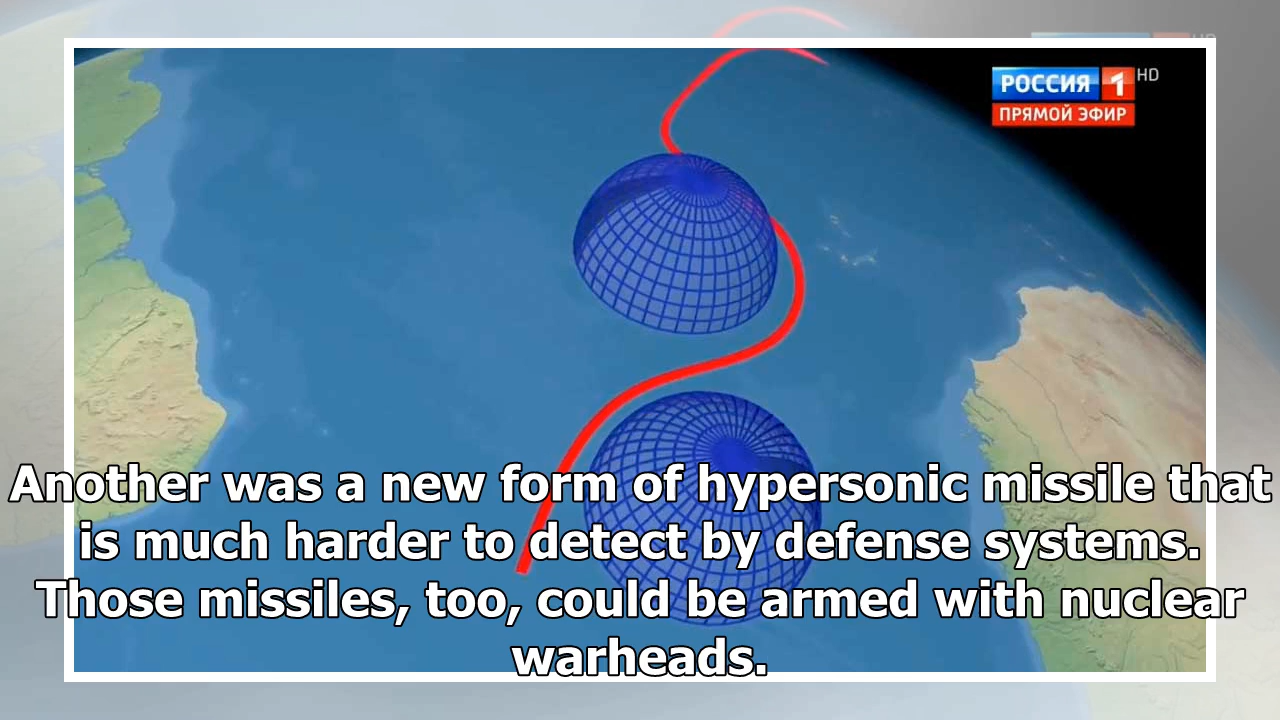 РОССИЯ 1 HD
ПРЯМОЙ ЭФИР
Another was a new form of hypersonic missile that
is much harder to detect by defense systems.
Those missiles, too, could be armed with nuclear
warheads.